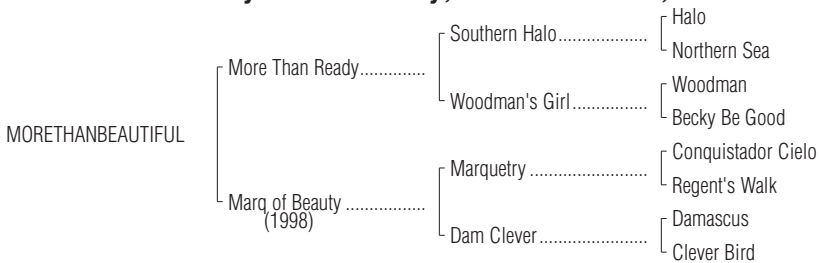 Halo
Southern Halo....................
Northern Sea
More Than Ready..............
Woodman
Woodman's Girl.................
Becky Be Good
MORETHANBEAUTIFUL
Conquistador Cielo
Marquetry ........................
Regent's Walk
Marq of Beauty .................
(1998)
Damascus
Dam Clever......................
Clever Bird